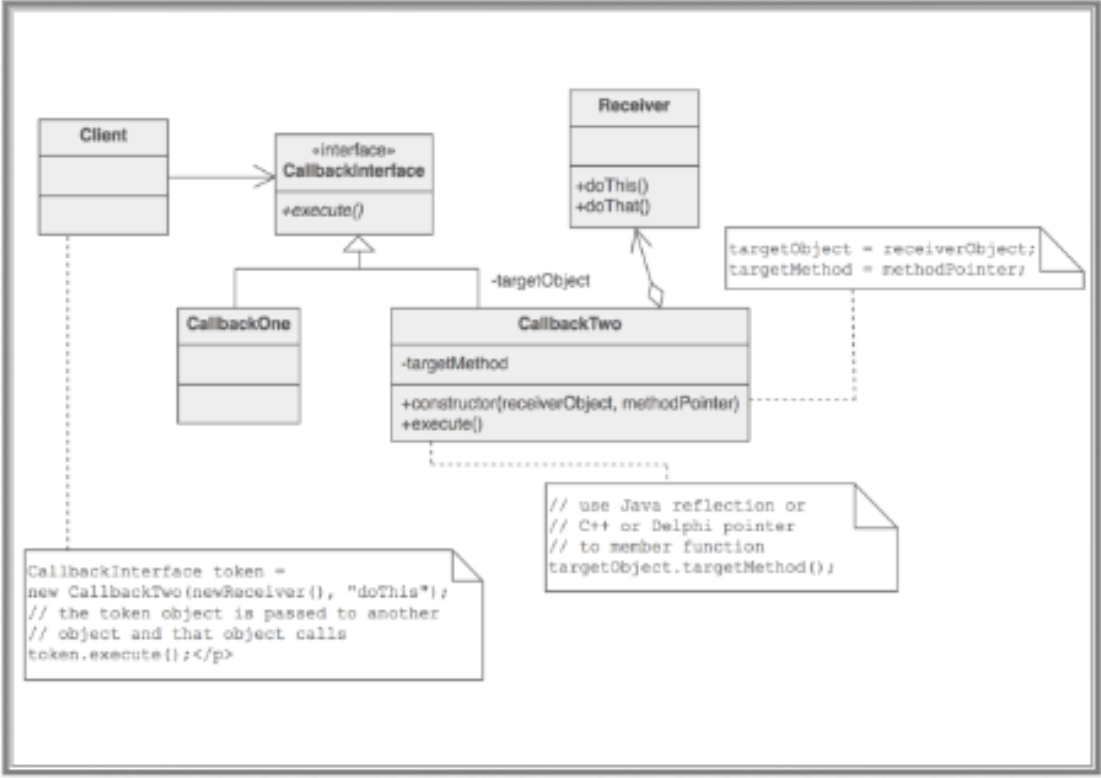 Client
«interface»
CallbackInterface
+execute()
Receiver
+doThis()
+doThat()
targetObject = receiverObject;
targetMethod = methodPointer;
-targetObject
CallbackOne
CallbackTwo
-targetMethod
+constructor(receiverObject, methodPointer)
+execute()
// use Java reflection or
// C++ or Delphi pointer
// to member function
targetObject.targetMethod();
CallbackInterface token =
new CallbackTwo(newReceiver(), "doThis");
// the token object is passed to another
// object and that object calls
token.execute();</p>